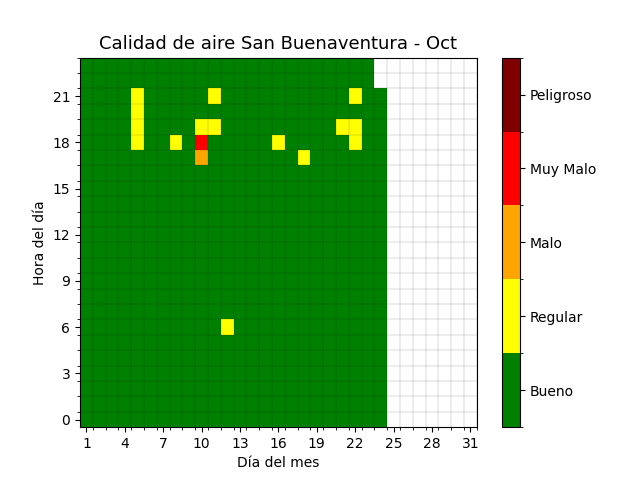 Calidad de aire San Buenaventura - Oct
21
18
15
12
9
6
3
0
Hora del día
1 4 7 10 13 16 19 22 25 28 31
Día del mes
Peligroso
Muy Malo
Malo
Regular
Bueno